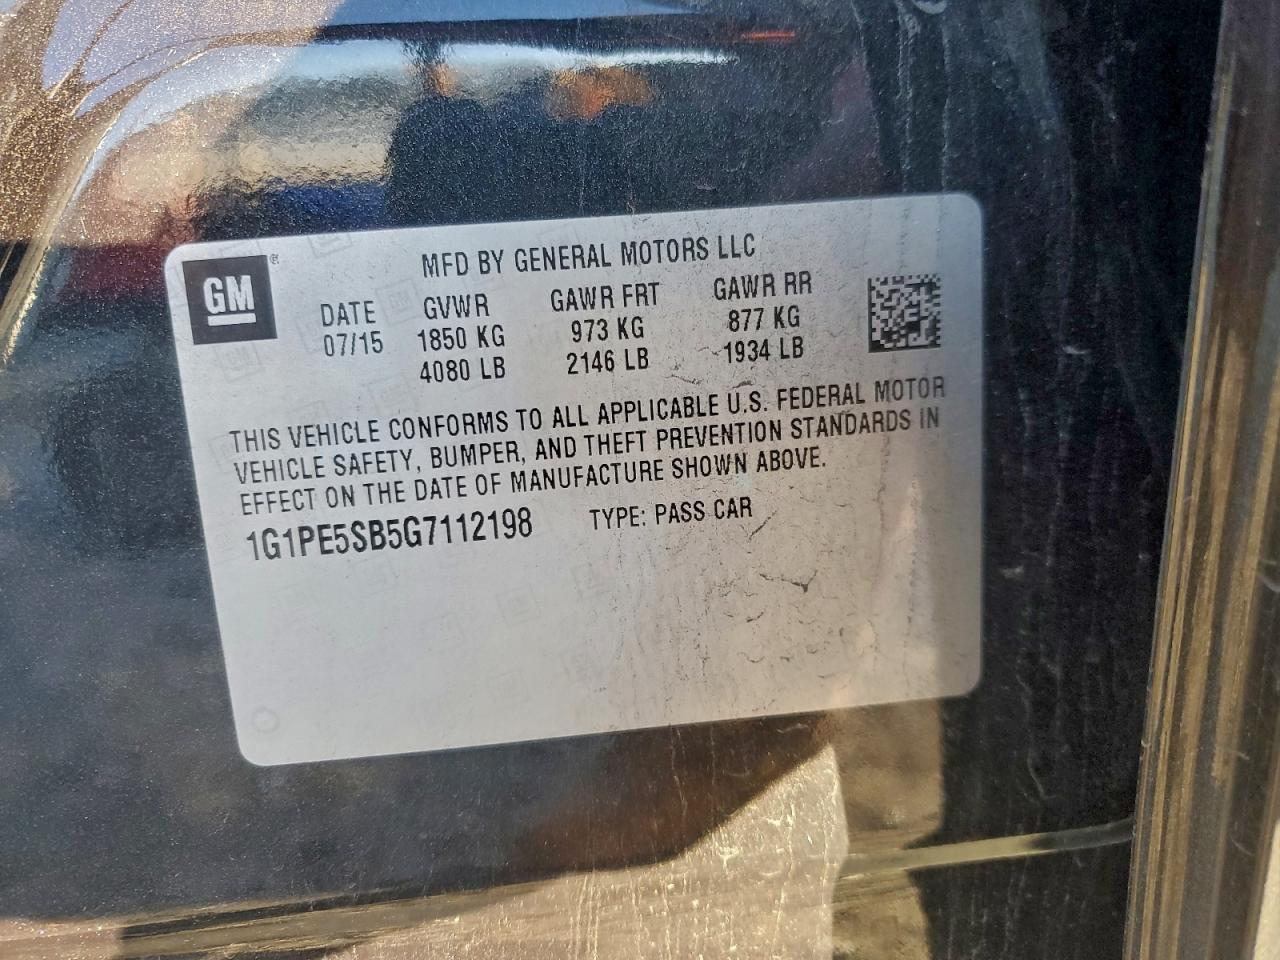 GM
MFD BY GENERAL MOTORS LLC
DATE GVWR GAWR FRT GAWR RR
07/15 1850 KG 973 KG 877 KG
4080 LB 2146 LB 1934 LB
THIS VEHICLE CONFORMS TO ALL APPLICABLE U.S. FEDERAL MOTOR
VEHICLE SAFETY, BUMPER, AND THEFT PREVENTION STANDARDS IN
EFFECT ON THE DATE OF MANUFACTURE SHOWN ABOVE.
1G1PE5SB5G7112198 TYPE: PASS CAR